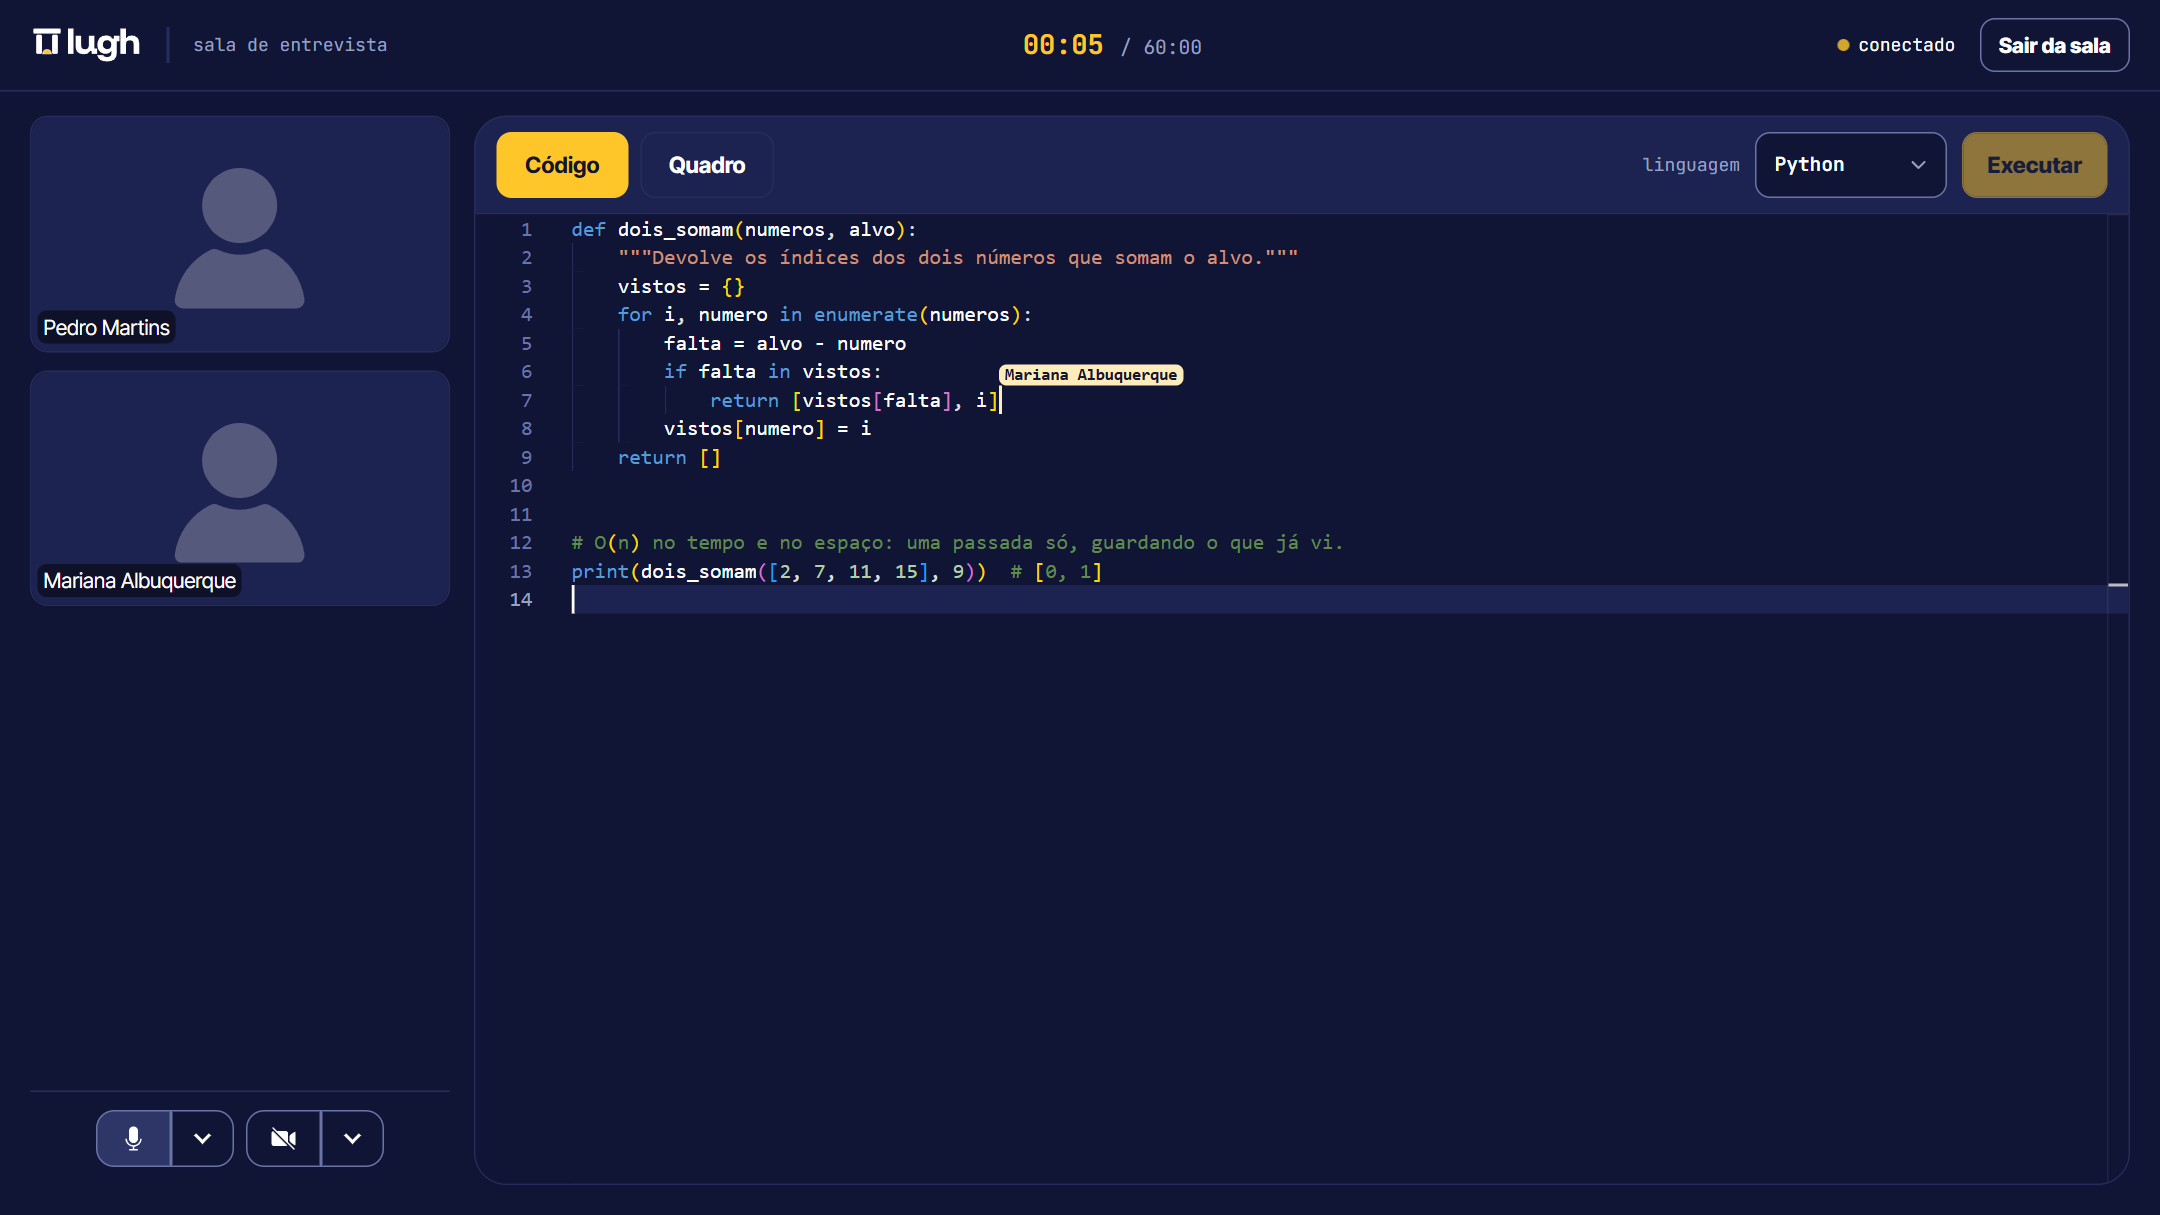 lugh
sala de entrevista
00:05 / 60:00
conectado
Sair da sala
Pedro Martins
Mariana Albuquerque
Código
Quadro
linguagem
Python
Executar
1 def dois_somam(numeros, alvo):
2     """Devolve os índices dos dois números que somam o alvo."""
3     vistos = {}
4     for i, numero in enumerate(numeros):
5         falta = alvo - numero
6         if falta in vistos:
Mariana Albuquerque
7             return [vistos[falta], i]
8         vistos[numero] = i
9     return []
10
11
12 # O(n) no tempo e no espaço: uma passada só, guardando o que já vi.
13 print(dois_somam([2, 7, 11, 15], 9))  # [0, 1]
14